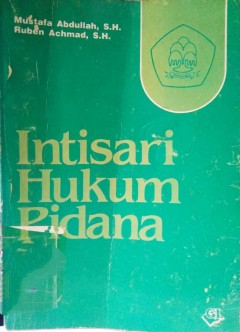 Mustafa Abdullah, S.H.
Ruben Achmad, S.H.
Intisari
Hukum
Pidana